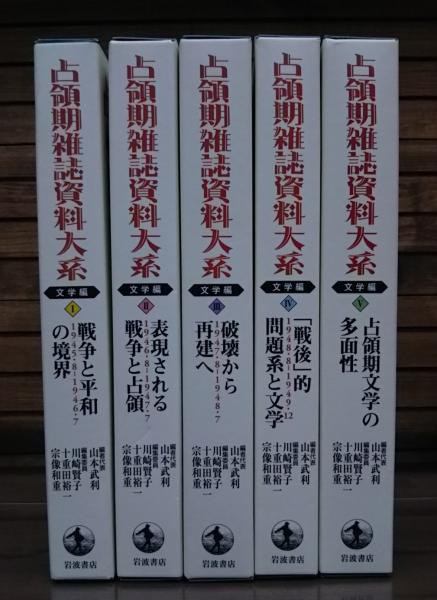 占領期雑誌資料大系
文学編
I
戦争と平和
の境界
1945・8―1946・7
編者代表
山本武利
編集委員
川崎賢子
十重田裕一
宗像和重
岩波書店
占領期雑誌資料大系
文学編
II
表現される
戦争と占領
1946・8―1947・7
編者代表
山本武利
編集委員
川崎賢子
十重田裕一
宗像和重
岩波書店
占領期雑誌資料大系
文学編
III
破壊から
再建へ
1947・8―1948・7
編者代表
山本武利
編集委員
川崎賢子
十重田裕一
宗像和重
岩波書店
占領期雑誌資料大系
文学編
IV
「戦後」的
問題系と文学
1948・8―1949・12
編者代表
山本武利
編集委員
川崎賢子
十重田裕一
宗像和重
岩波書店
占領期雑誌資料大系
文学編
V
占領期文学の
多面性
編者代表
山本武利
編集委員
川崎賢子
十重田裕一
宗像和重
岩波書店